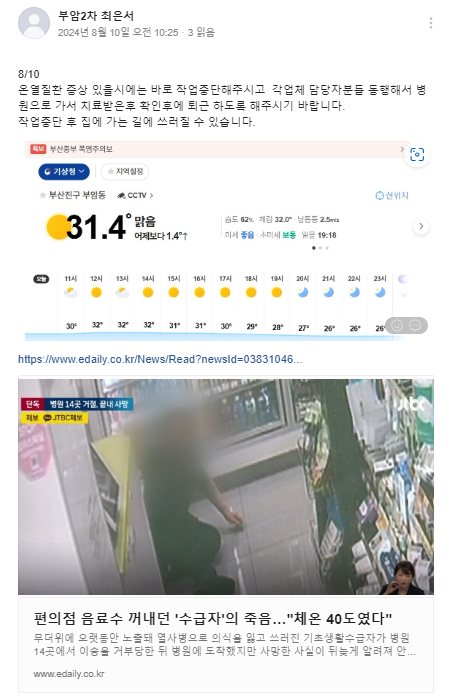 부암2차 최은서
2024년 8월 10일 오전 10:25 · 3 읽음
8/10
온열질환 증상 있을시에는 바로 작업중단해주시고 각업체 담당자분들 동행해서 병
원으로 가서 치료받은후 확인후에 퇴근 하도록 해주시기 바랍니다.
작업중단 후 집에 가는 길에 쓰러질 수 있습니다.
특보 부산중부 폭염주의보
기상청 지역설정
부산진구 부암동 CCTV 현위치
31.4° 맑음
어제보다 1.4°↑
습도 62% 체감 32.0° 남동풍 2.5m/s
미세 좋음 · 초미세 보통 · 일몰 19:16
오늘 11시 12시 13시 14시 15시 16시 17시 18시 19시 20시 21시 22시 23시
30° 32° 32° 32° 31° 31° 30° 29° 28° 27° 26° 26° 26°
https://www.edaily.co.kr/News/Read?newsId=03831046...
단독 병원 14곳 거절, 끝내 사망
제보 JTBC제보
jtbc
편의점 음료수 꺼내던 '수급자'의 죽음…"체온 40도였다"
무더위에 오랫동안 노출돼 열사병으로 의식을 잃고 쓰러진 기초생활수급자가 병원
14곳에서 이송을 거부당한 뒤 병원에 도착했지만 사망한 사실이 뒤늦게 알려져 안...
www.edaily.co.kr